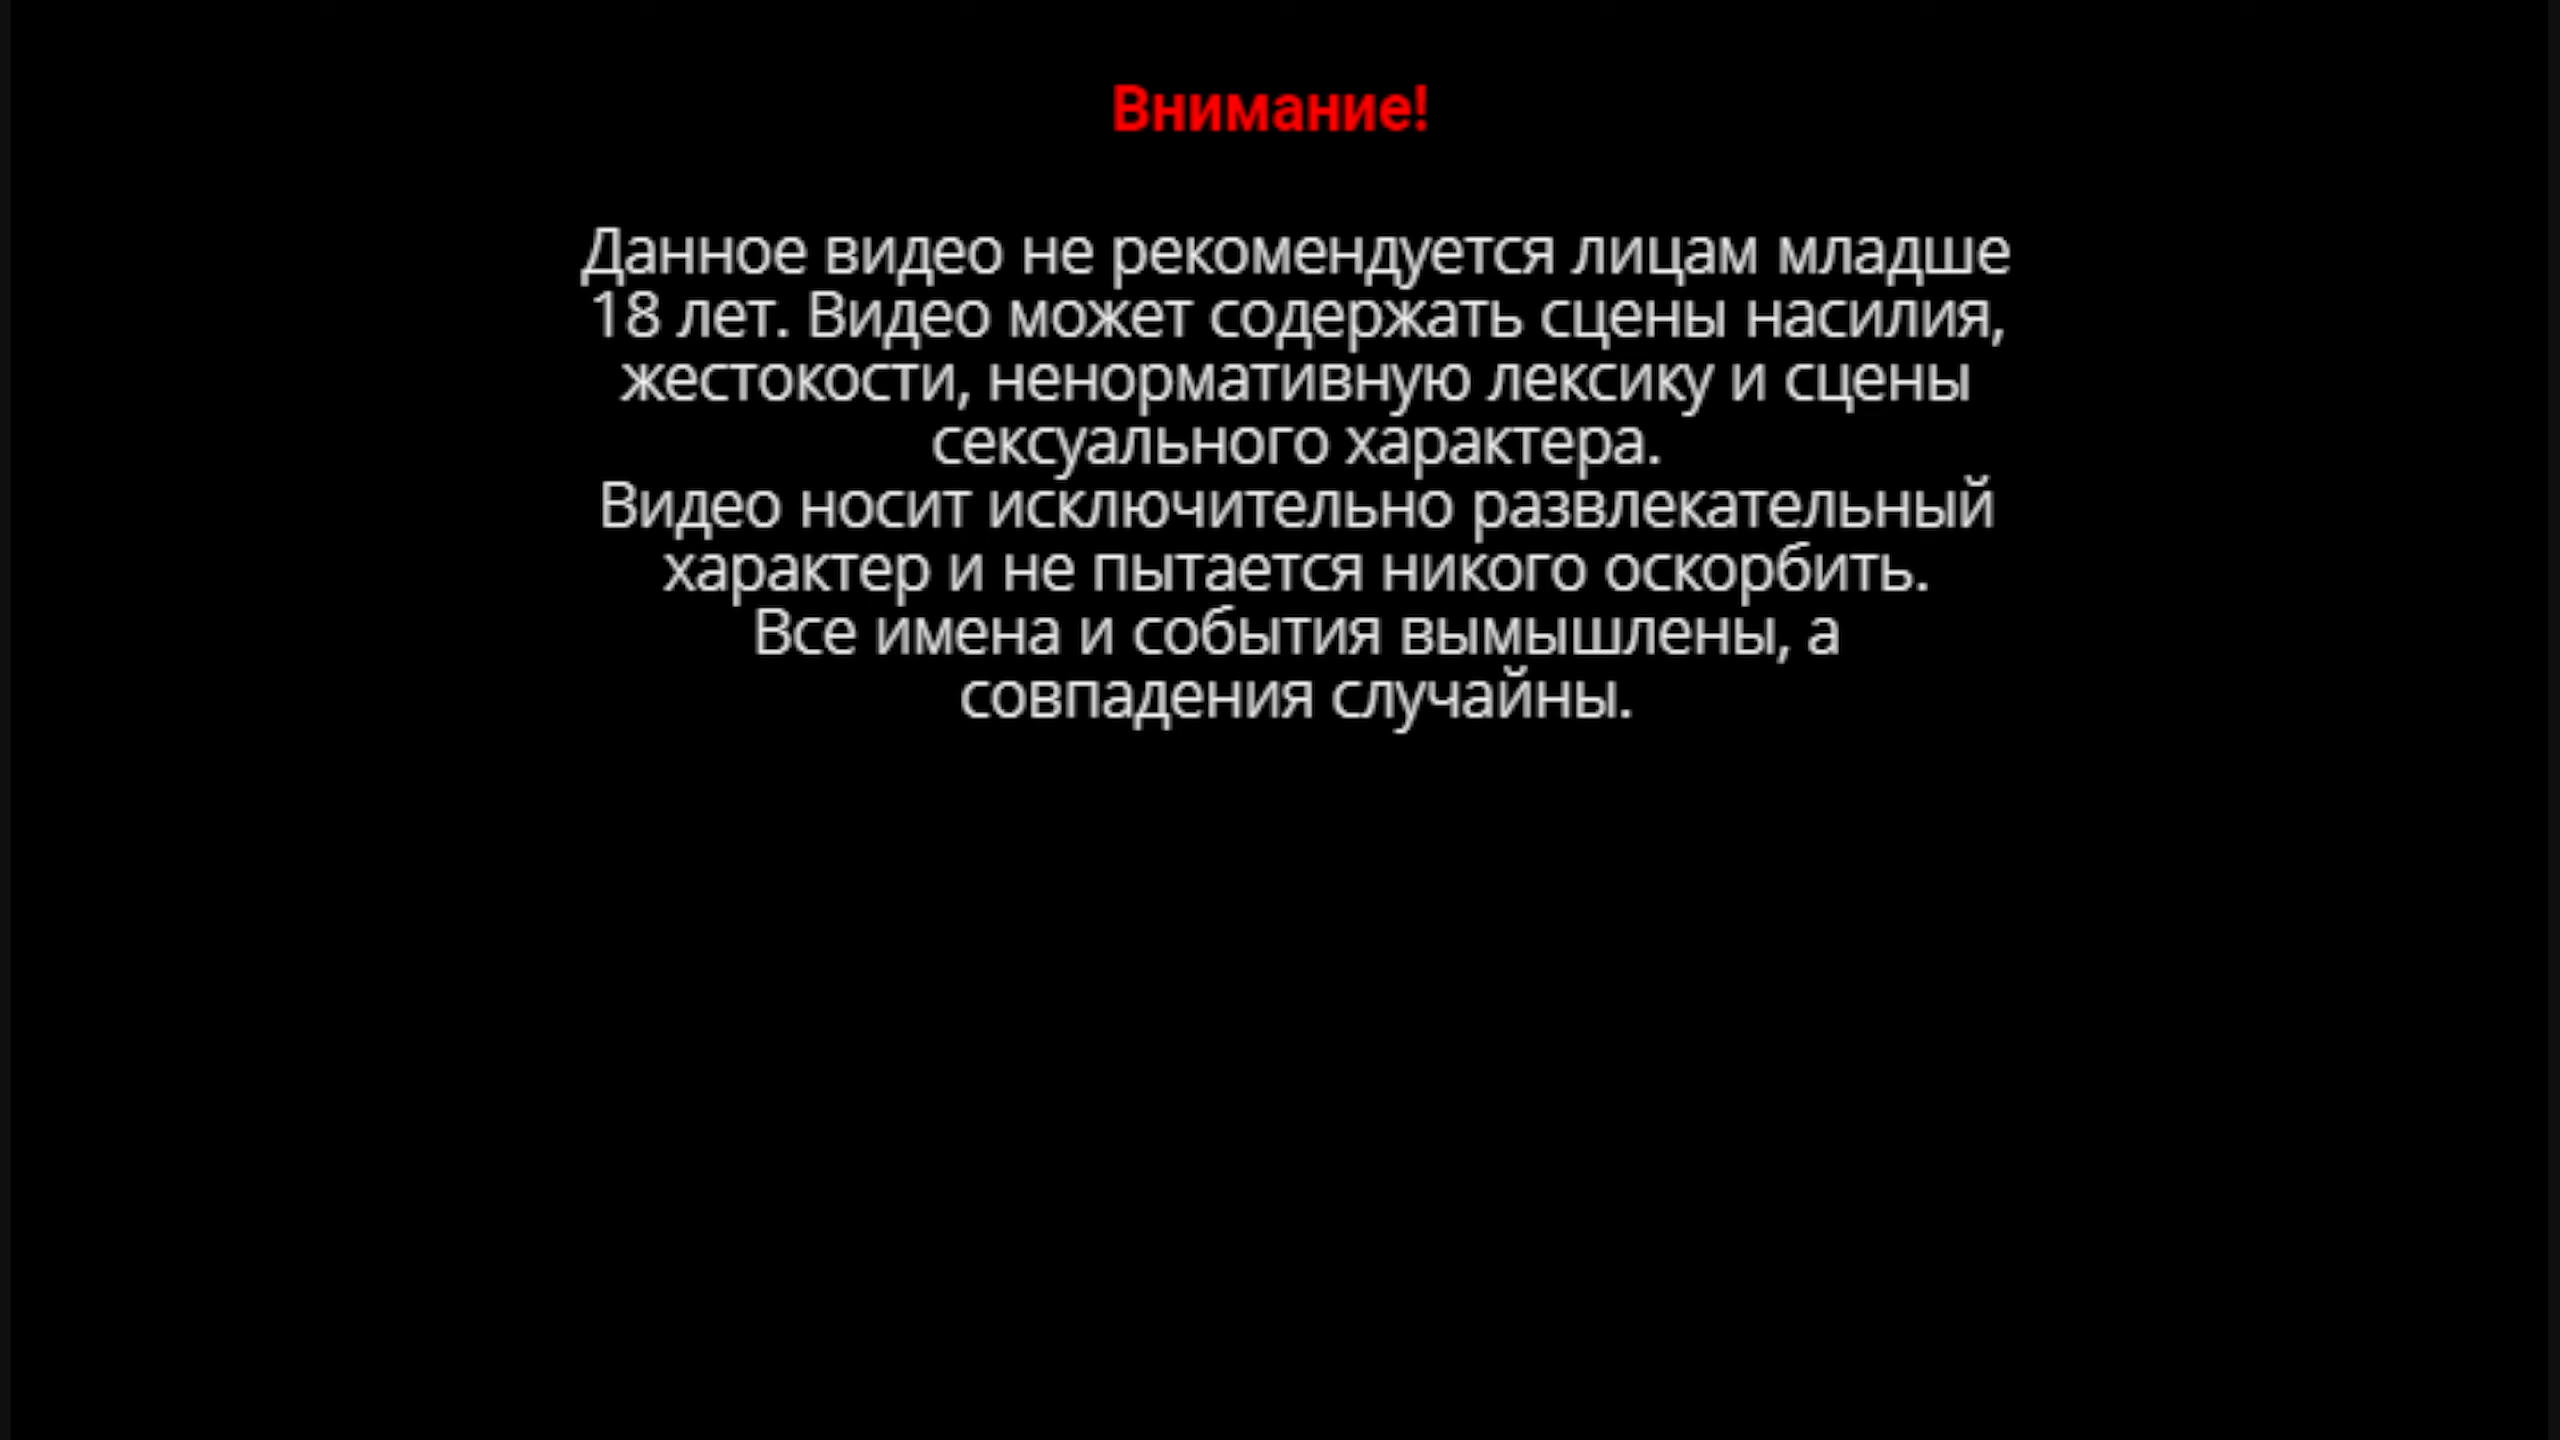 Внимание!
Данное видео не рекомендуется лицам младше
18 лет. Видео может содержать сцены насилия,
жестокости, ненормативную лексику и сцены
сексуального характера.
Видео носит исключительно развлекательный
характер и не пытается никого оскорбить.
Все имена и события вымышлены, а
совпадения случайны.